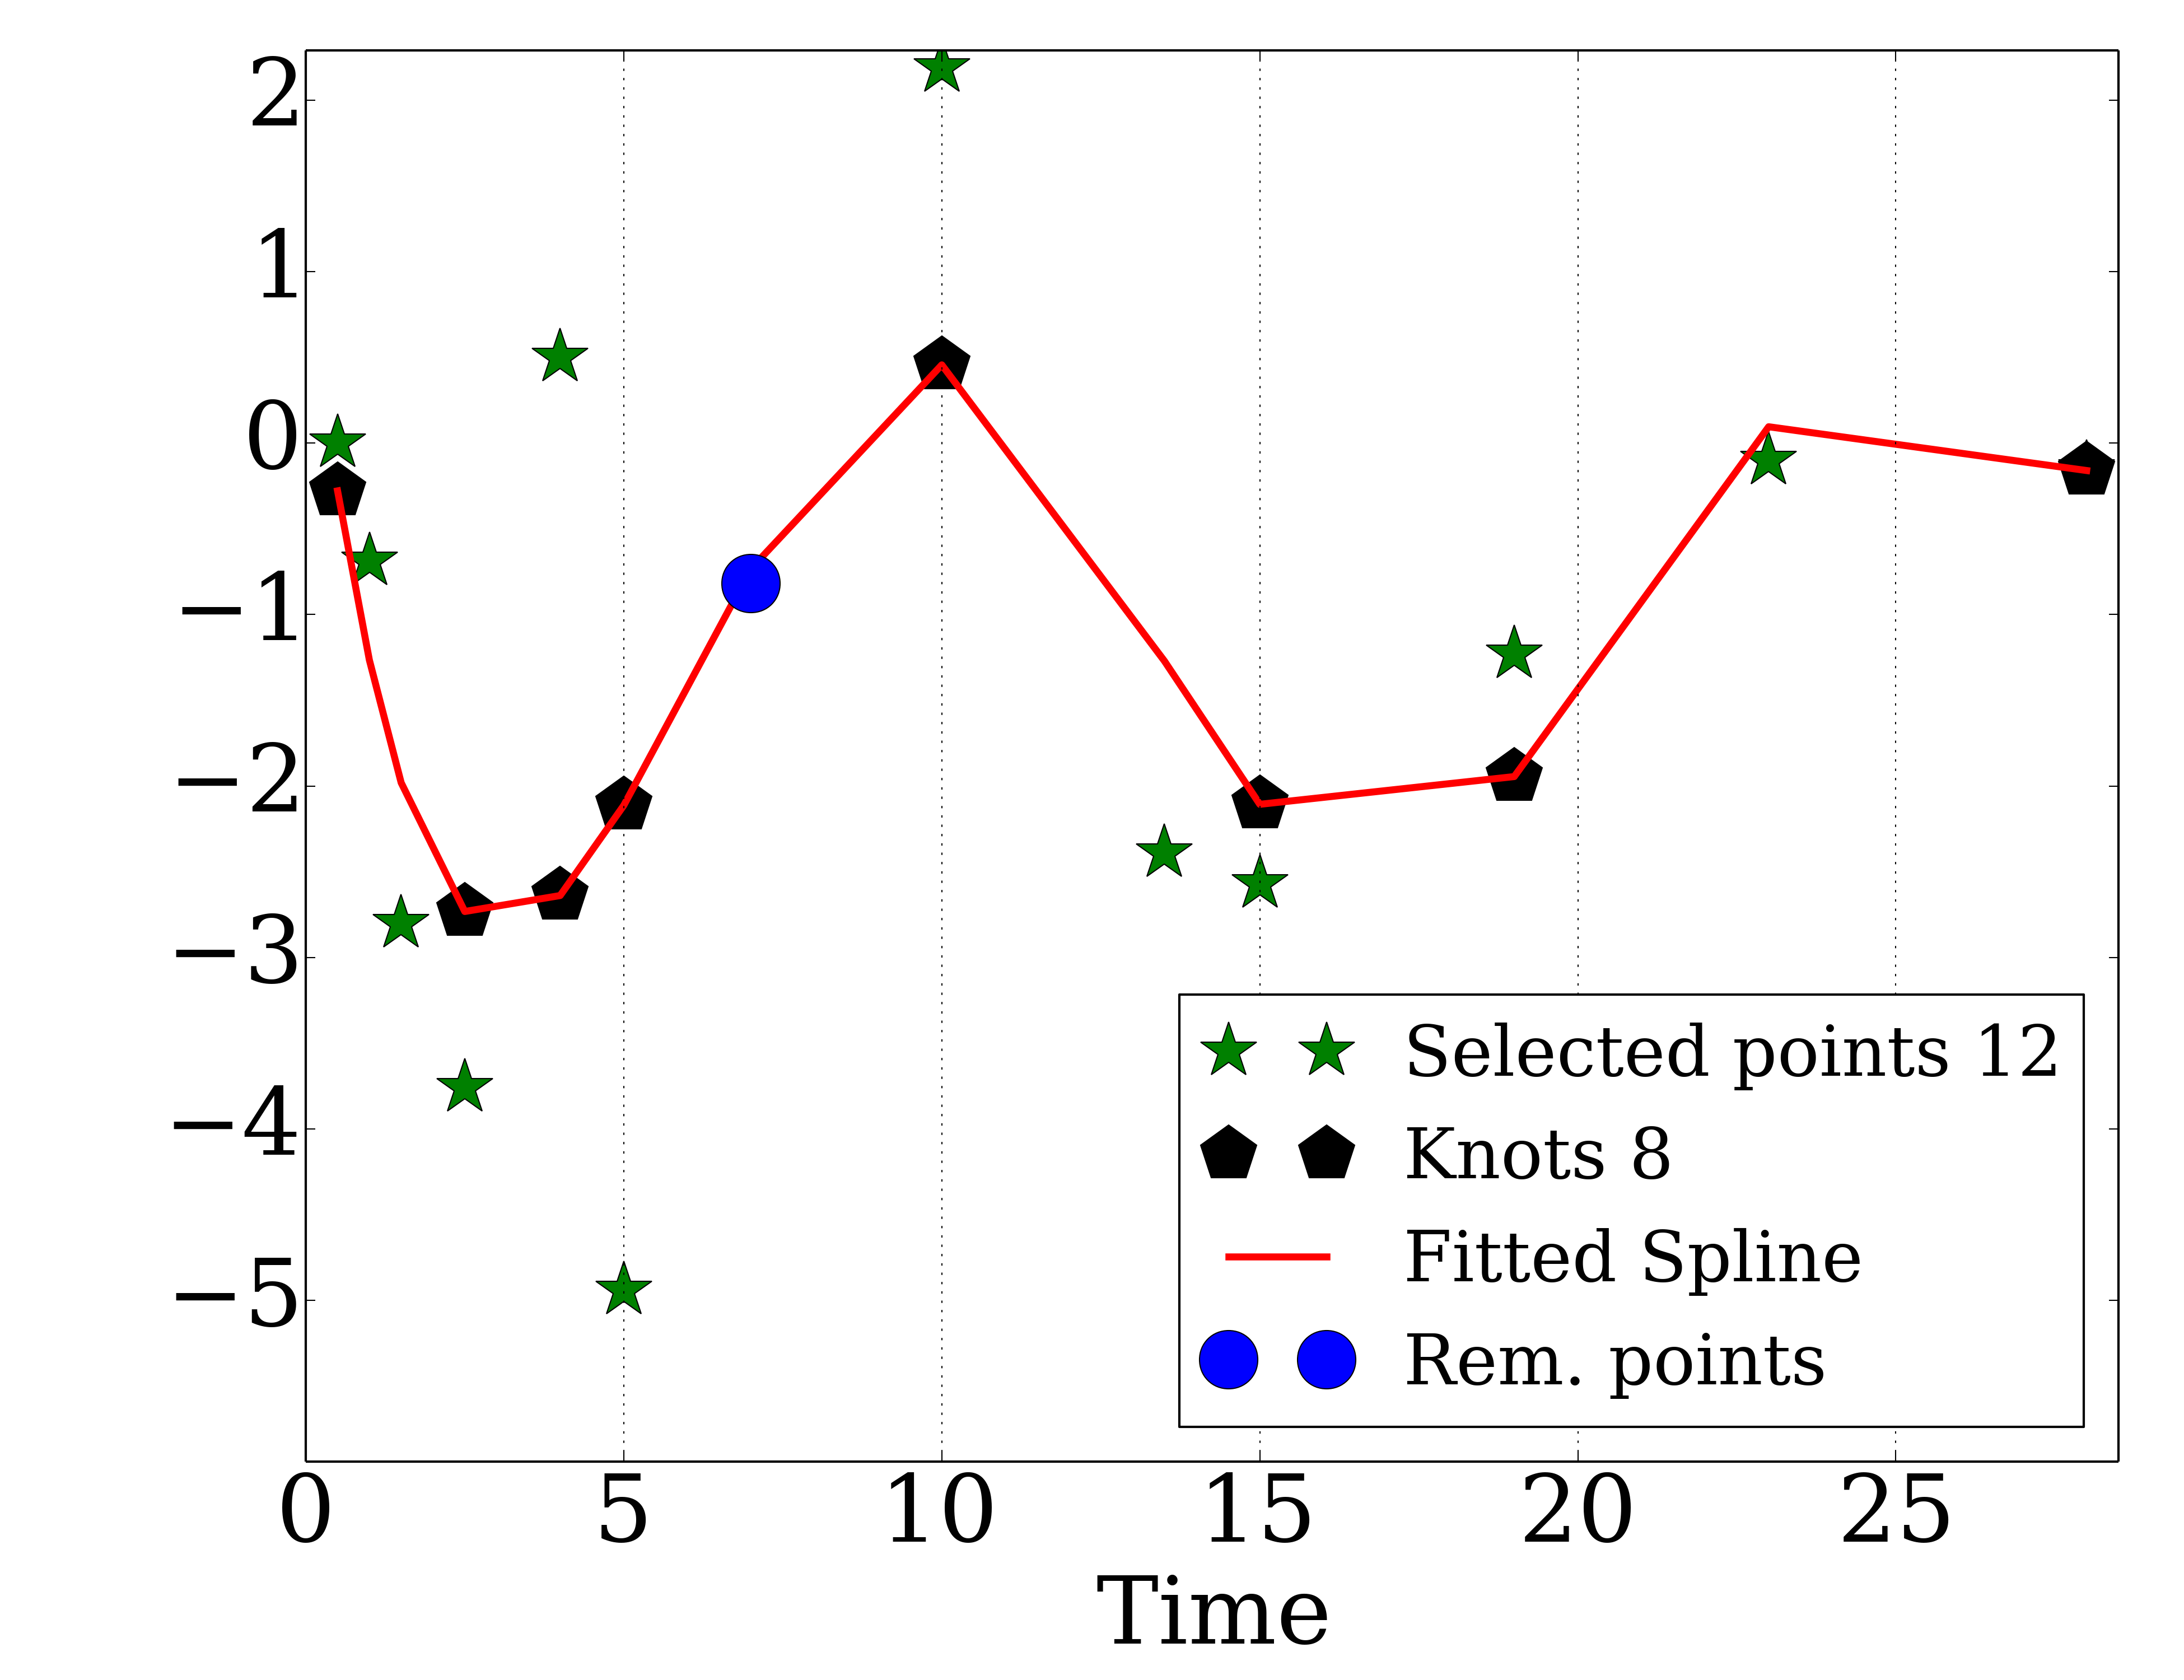 2
1
0
−1
−2
−3
−4
−5
0 5 10 15 20 25
Time
Selected points 12
Knots 8
Fitted Spline
Rem. points